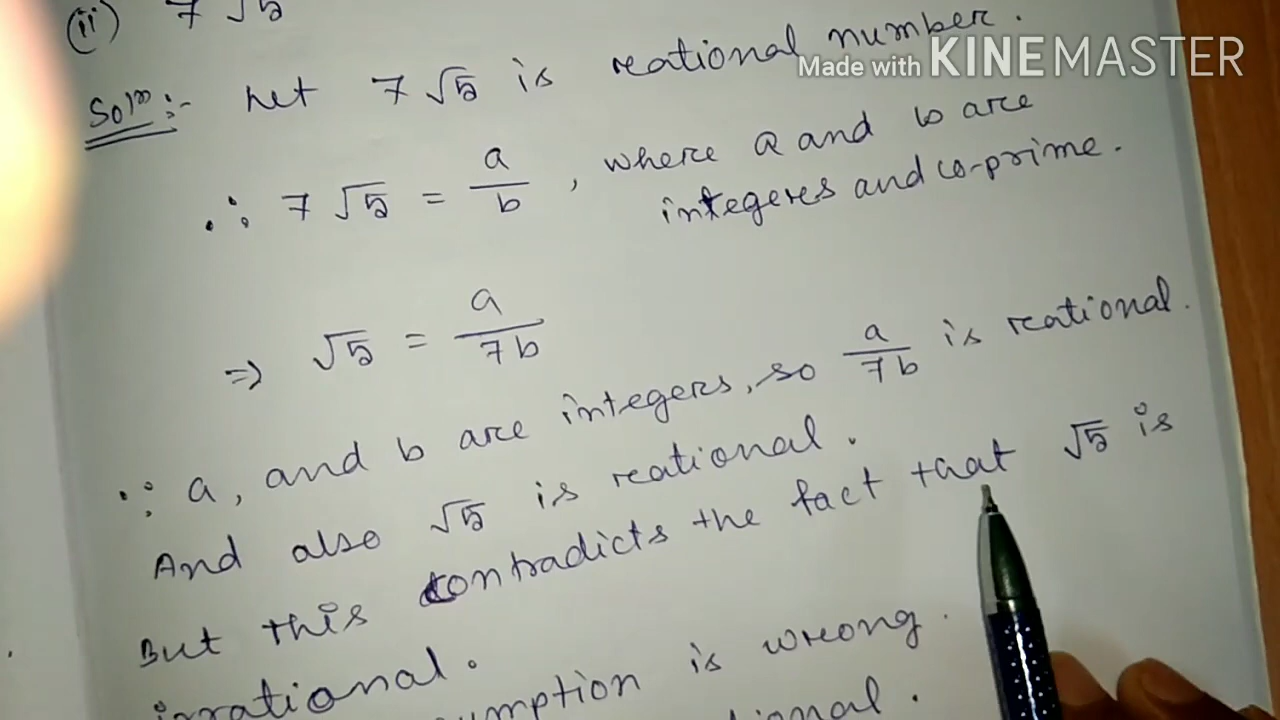 (ii) 7√5
Made with KINEMASTER
Soln :- Let 7√5 is rational number.
∴ 7√5 = a/b , where a and b are
integers and co-prime.
⇒ √5 = a/7b
∵ a, and b are integers, so a/7b is rational.
And also √5 is rational.
But this contradicts the fact that √5 is
irrational.
is wrong.